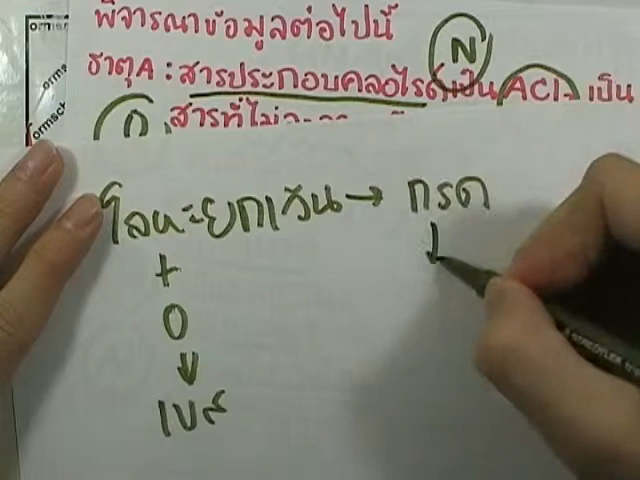 พิจารณาข้อมูลต่อไปนี้
N
ธาตุA : สารประกอบคลอไรด์เป็น ACl₂ เป็น
สารที่ไม่
โลหะยกเว้น → กรด
+ ↓
O
↓
เบส